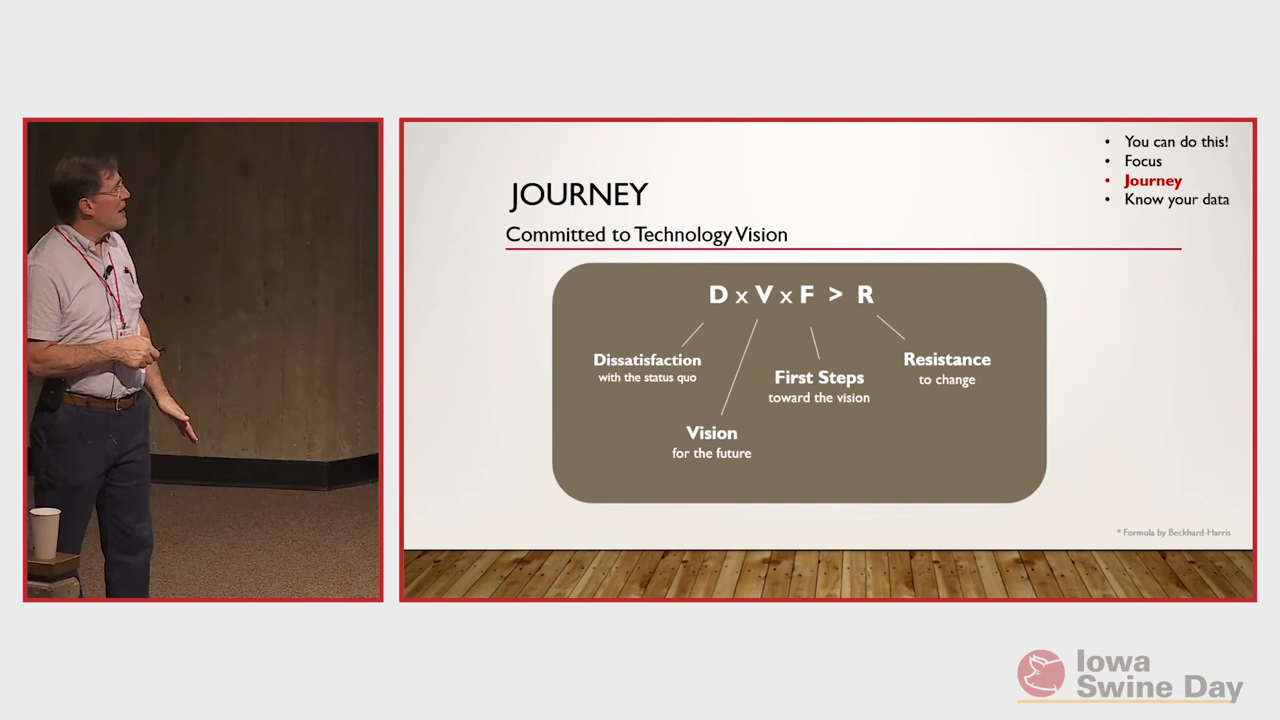 • You can do this!
• Focus
• Journey
• Know your data
JOURNEY
Committed to Technology Vision
D x V x F > R
Dissatisfaction
with the status quo
Vision
for the future
First Steps
toward the vision
Resistance
to change
* Formula by Beckhard-Harris
Iowa
Swine Day